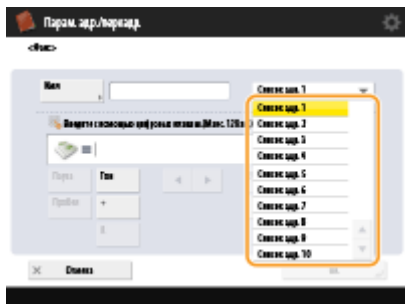 Парам. адр./переадр.
<Факс>
Имя
Список адр. 1
Список адр. 1
Введите с помощью цифровых клавиш.(Макс. 120
Список адр. 2
Список адр. 3
Список адр. 4
Пауза
Тон
Список адр. 5
Список адр. 6
Пробел
+
Список адр. 7
Список адр. 8
R
Список адр. 9
Список адр. 10
Отмена
OK